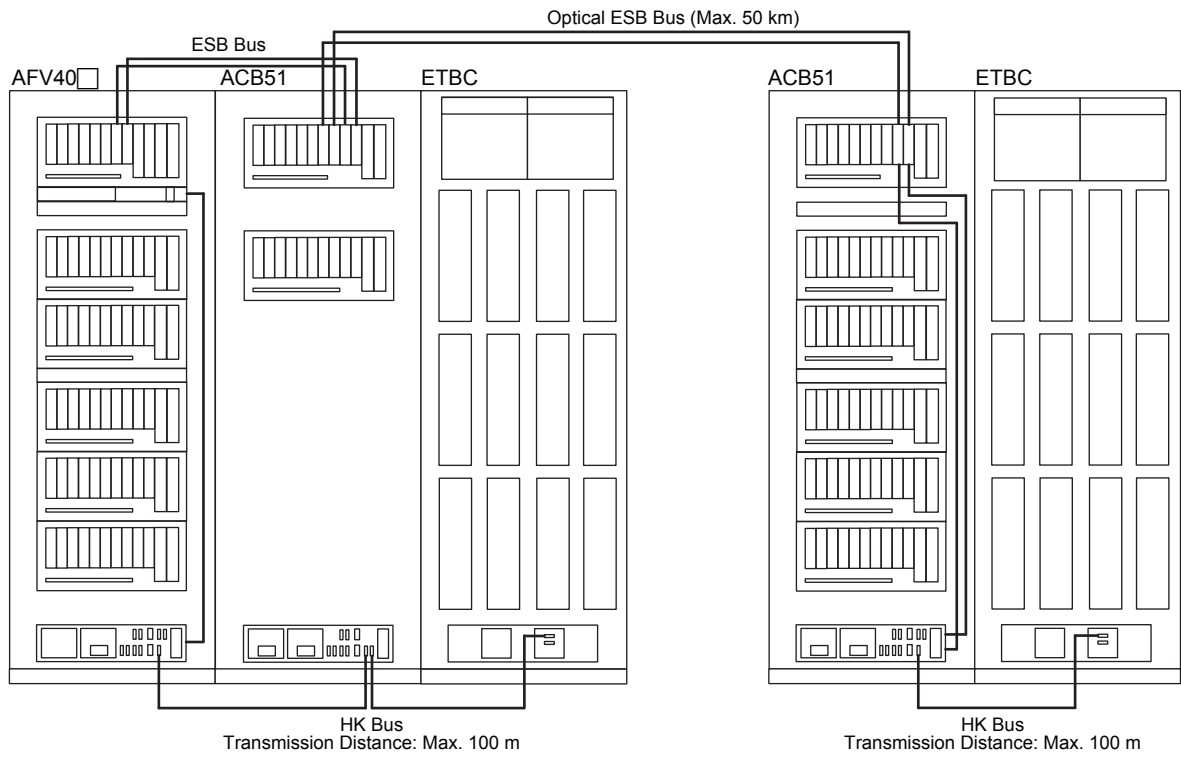 Optical ESB Bus (Max. 50 km)
ESB Bus
AFV40□ ACB51 ETBC ACB51 ETBC
HK Bus
Transmission Distance: Max. 100 m
HK Bus
Transmission Distance: Max. 100 m